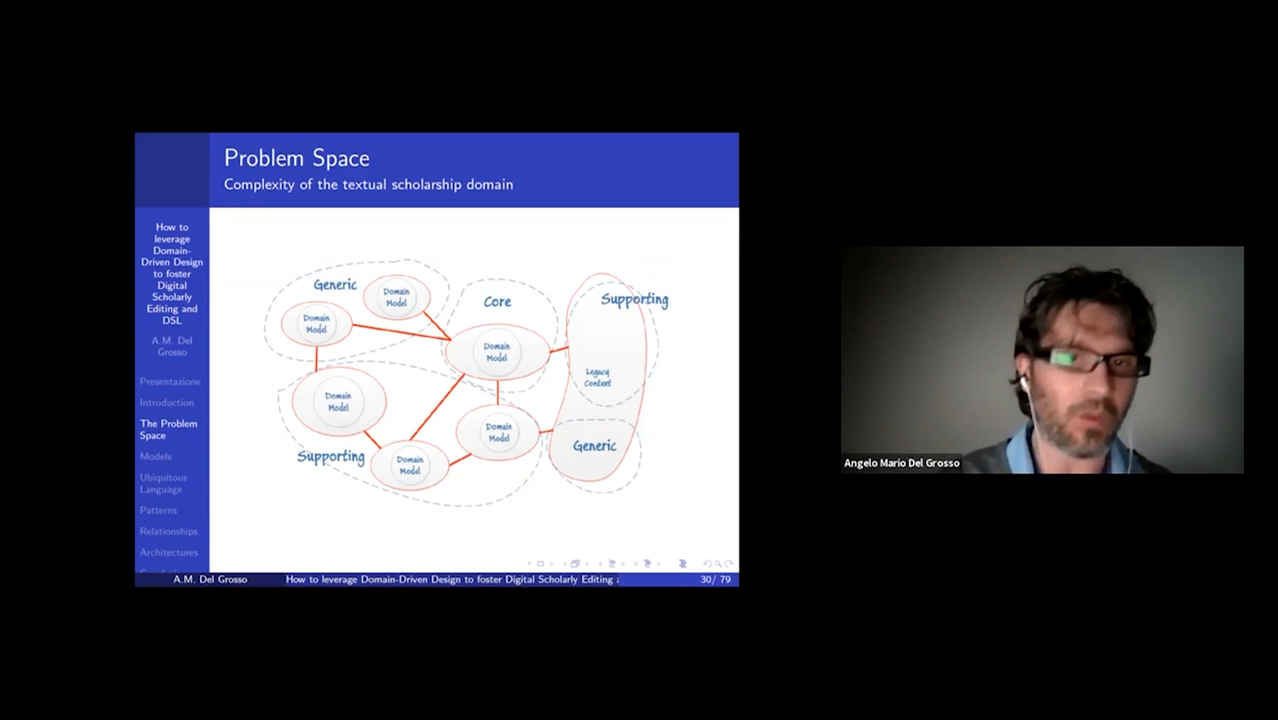 Problem Space
Complexity of the textual scholarship domain
How to
leverage
Domain-
Driven Design
to foster
Digital
Scholarly
Editing and
DSL
A.M. Del
Grosso
Presentazione
Introduction
The Problem
Space
Models
Ubiquitous
Language
Patterns
Relationships
Architectures
Generic
Domain
Model
Domain
Model
Core
Domain
Model
Supporting
Legacy
Context
Domain
Model
Domain
Model
Domain
Model
Supporting
Generic
A.M. Del Grosso
How to leverage Domain-Driven Design to foster Digital Scholarly Editing a
30/ 79
Angelo Mario Del Grosso